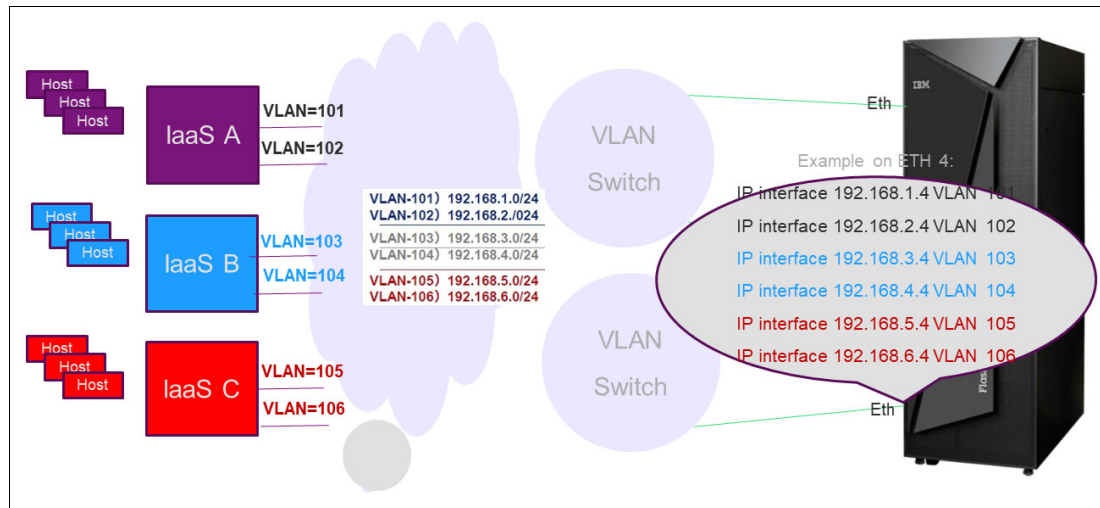 Host
Host
Host
IaaS A
VLAN=101
VLAN=102
Host
Host
Host
IaaS B
VLAN=103
VLAN=104
Host
Host
Host
IaaS C
VLAN=105
VLAN=106
VLAN-101) 192.168.1.0/24
VLAN-102) 192.168.2./024
VLAN-103) 192.168.3.0/24
VLAN-104) 192.168.4.0/24
VLAN-105) 192.168.5.0/24
VLAN-106) 192.168.6.0/24
VLAN
Switch
VLAN
Switch
Eth
IBM
Example on ETH 4:
IP interface 192.168.1.4 VLAN 101
IP interface 192.168.2.4 VLAN 102
IP interface 192.168.3.4 VLAN 103
IP interface 192.168.4.4 VLAN 104
IP interface 192.168.5.4 VLAN 105
IP interface 192.168.6.4 VLAN 106
Eth